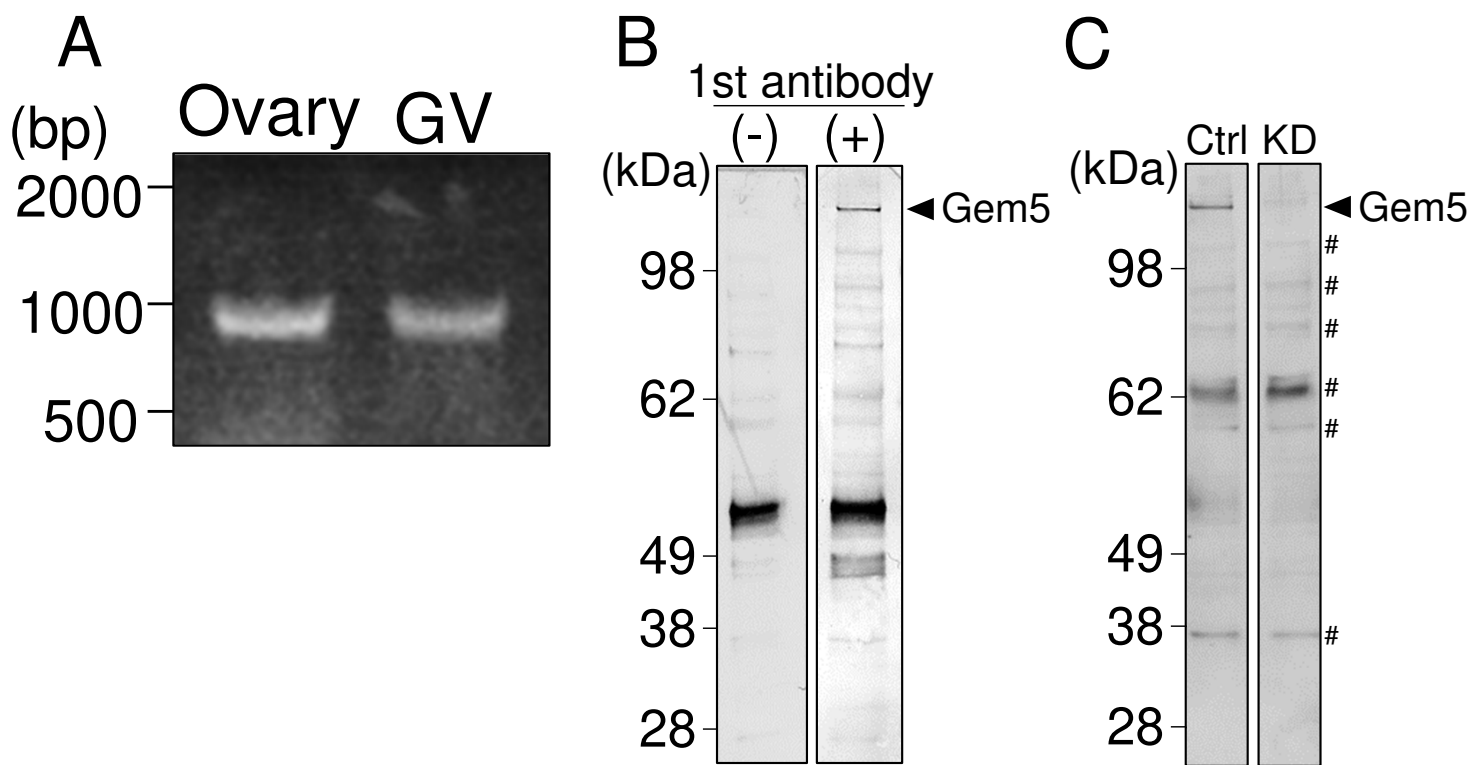 A
Ovary GV
(bp)
2000
1000
500
B
1st antibody
(-) (+)
(kDa)
Gem5
98
62
49
38
28
C
Ctrl KD
(kDa)
Gem5
#
98
#
#
#
62
#
49
38
#
28